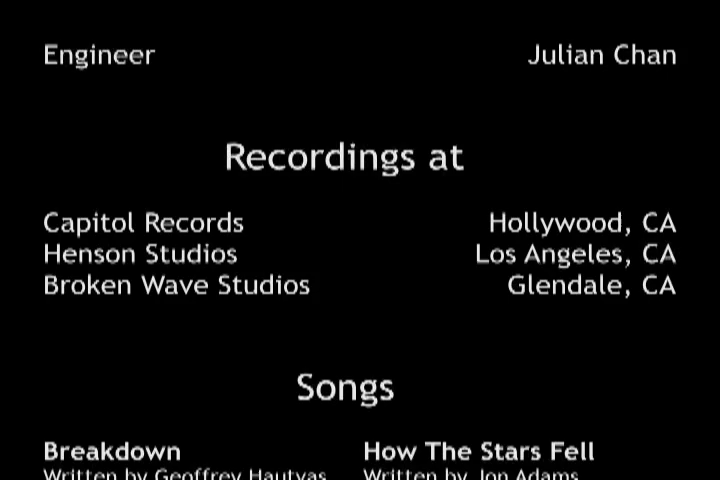 Engineer Julian Chan
Recordings at
Capitol Records Hollywood, CA
Henson Studios Los Angeles, CA
Broken Wave Studios Glendale, CA
Songs
Breakdown How The Stars Fell
Written by Geoffrey Hautvas Written by Jon Adams